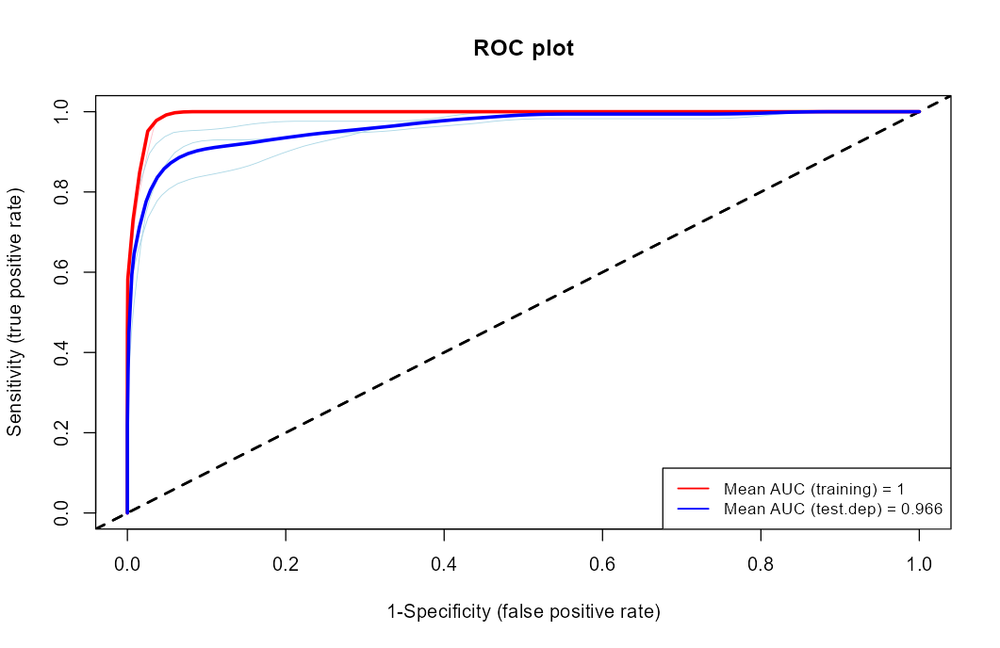 ROC plot
Sensitivity (true positive rate)
1.0
0.8
0.6
0.4
0.2
0.0
Mean AUC (training) = 1
Mean AUC (test.dep) = 0.966
0.0 0.2 0.4 0.6 0.8 1.0
1-Specificity (false positive rate)